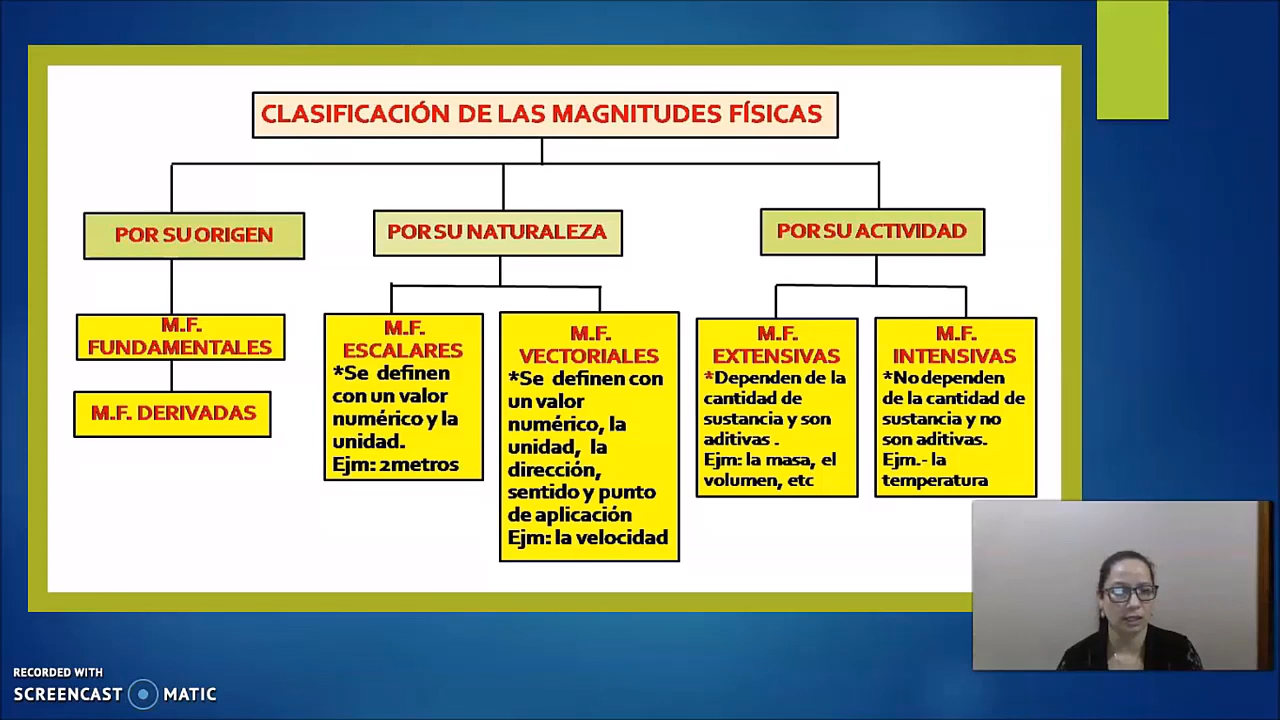 CLASIFICACIÓN DE LAS MAGNITUDES FÍSICAS
POR SU ORIGEN
POR SU NATURALEZA
POR SU ACTIVIDAD
M.F.
FUNDAMENTALES
M.F. DERIVADAS
M.F.
ESCALARES
*Se definen
con un valor
numérico y la
unidad.
Ejm: 2metros
M.F.
VECTORIALES
*Se definen con
un valor
numérico, la
unidad, la
dirección,
sentido y punto
de aplicación
Ejm: la velocidad
M.F.
EXTENSIVAS
*Dependen de la
cantidad de
sustancia y son
aditivas .
Ejm: la masa, el
volumen, etc
M.F.
INTENSIVAS
*No dependen
de la cantidad de
sustancia y no
son aditivas.
Ejm.- la
temperatura
RECORDED WITH
SCREENCAST MATIC